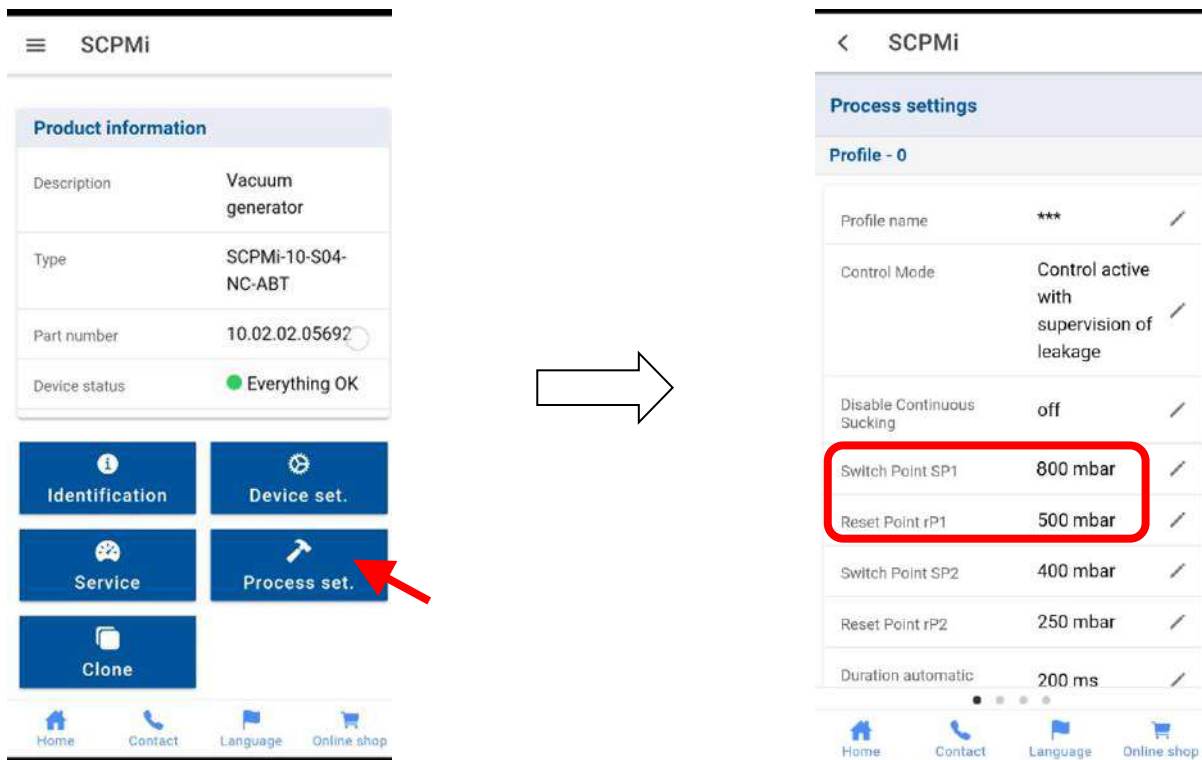 SCPMi
Product information
Description
Vacuum
generator
Type
SCPMi-10-S04-
NC-ABT
Part number
10.02.02.05692
Device status
Everything OK
Identification
Device set.
Service
Process set.
Clone
Home
Contact
Language
Online shop
SCPMi
Process settings
Profile - 0
Profile name
***
Control Mode
Control active
with
supervision of
leakage
Disable Continuous
Sucking
off
Switch Point SP1
800 mbar
Reset Point rP1
500 mbar
Switch Point SP2
400 mbar
Reset Point rP2
250 mbar
Duration automatic
200 ms
Home
Contact
Language
Online shop